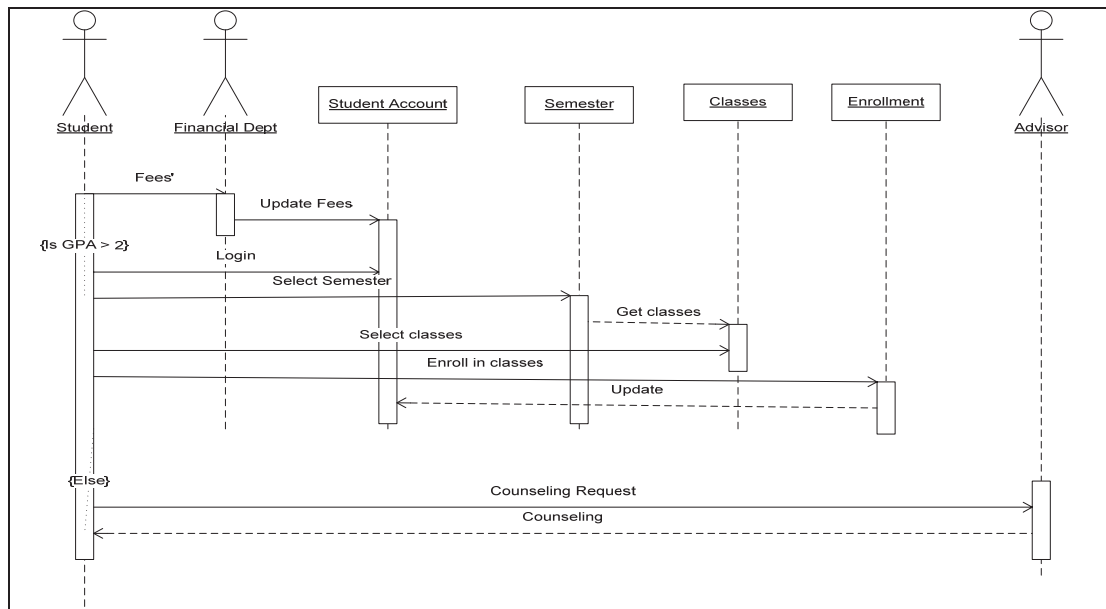 Student
Financial Dept
Student Account
Semester
Classes
Enrollment
Advisor
Fees'
Update Fees
{Is GPA > 2}
Login
Select Semester
Get classes
Select classes
Enroll in classes
Update
{Else}
Counseling Request
Counseling